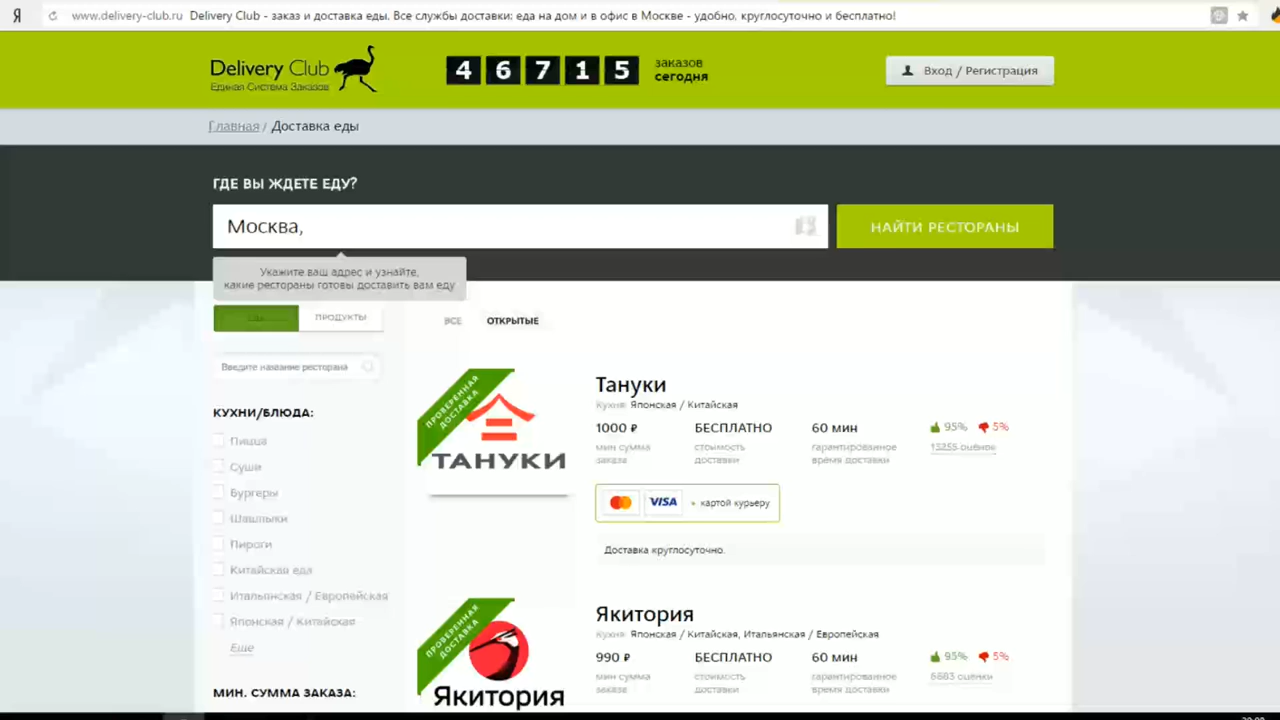 Я
www.delivery-club.ru Delivery Club - заказ и доставка еды. Все службы доставки: еда на дом и в офис в Москве - удобно, круглосуточно и бесплатно!
Delivery Club
Единая Система Заказов
4 6 7 1 5
заказов
сегодня
Вход / Регистрация
Главная / Доставка еды
ГДЕ ВЫ ЖДЕТЕ ЕДУ?
Москва,
НАЙТИ РЕСТОРАНЫ
Укажите ваш адрес и узнайте,
какие рестораны готовы доставить вам еду
ПРОДУКТЫ
ВСЕ
ОТКРЫТЫЕ
Введите название ресторана
КУХНИ/БЛЮДА:
Пицца
Суши
Бургеры
Шашлыки
Пироги
Китайская еда
Итальянская / Европейская
Японская / Китайская
Еще
МИН. СУММА ЗАКАЗА:
ПРОВЕРЕННАЯ
ДОСТАВКА
ТАНУКИ
Тануки
Кухня: Японская / Китайская
1000 ₽ БЕСПЛАТНО 60 мин 95% 5%
мин сумма стоимость гарантированное 13255 оценок
заказа доставки время доставки
VISA » картой курьеру
Доставка круглосуточно.
ПРОВЕРЕННАЯ
ДОСТАВКА
Якитория
Якитория
Кухня: Японская / Китайская, Итальянская / Европейская
990 ₽ БЕСПЛАТНО 60 мин 95% 5%
мин сумма стоимость гарантированное оценки
заказа доставки время доставки